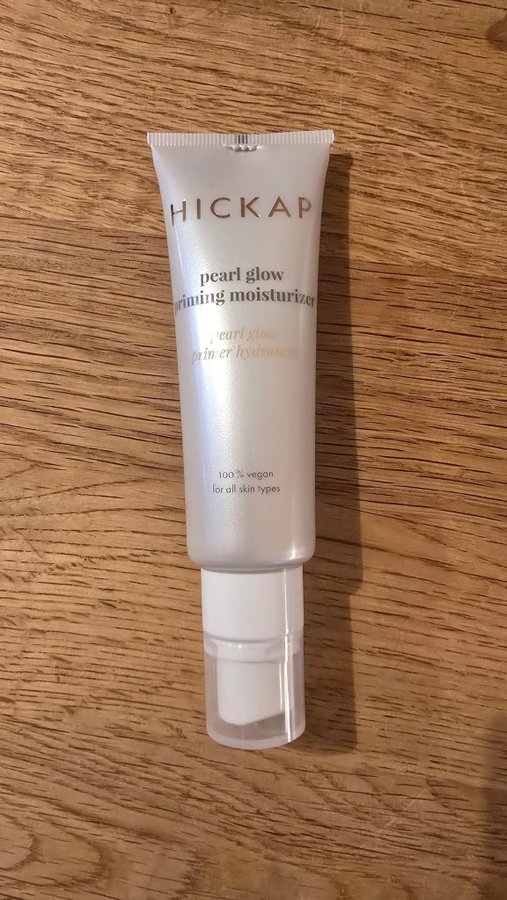 HICKAP
pearl glow
priming moisturizer
pearl glow
primer hydratant
100% vegan
for all skin types